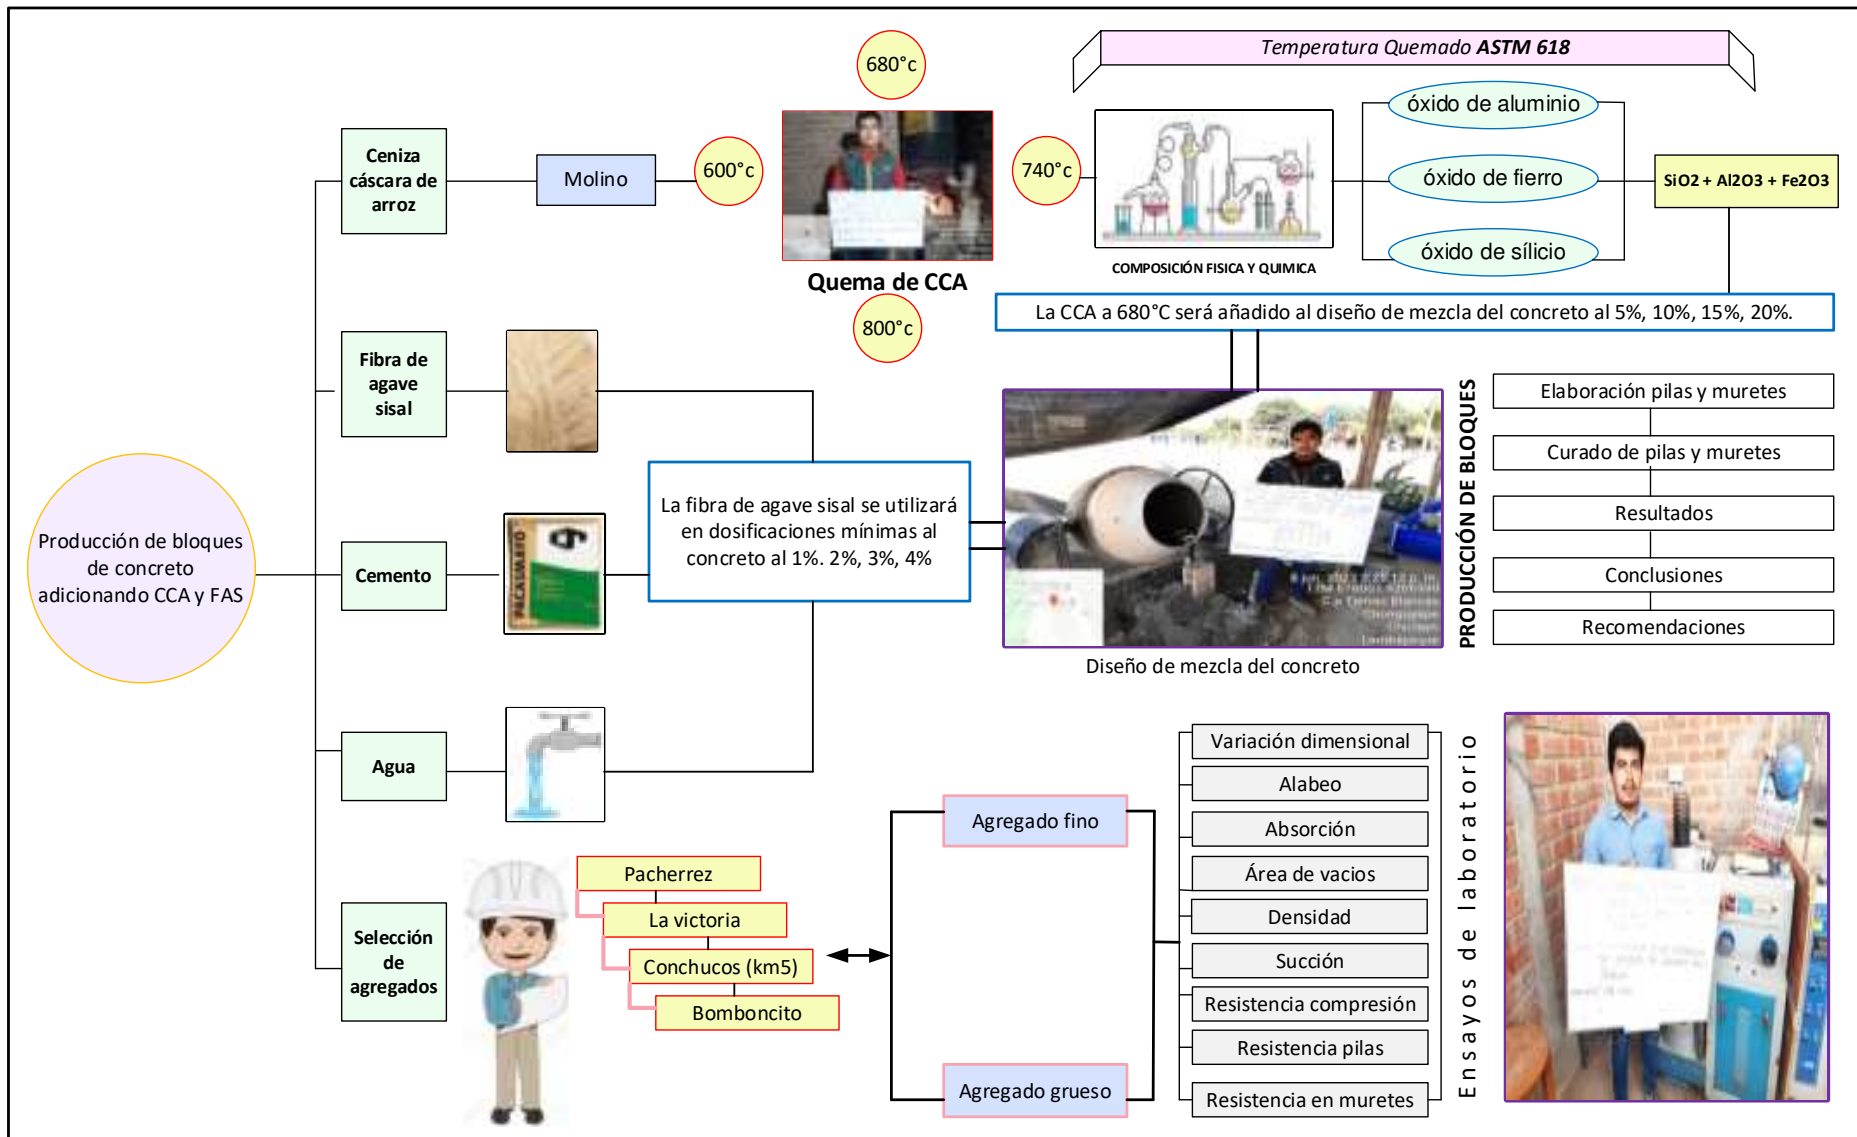 Temperatura Quemado ASTM 618
680°c
Ceniza
cáscara de
arroz
Molino
600°c
740°c
Quema de CCA
800°c
COMPOSICIÓN FISICA Y QUIMICA
óxido de aluminio
óxido de fierro
óxido de sílicio
SiO2 + Al2O3 + Fe2O3
La CCA a 680°C será añadido al diseño de mezcla del concreto al 5%, 10%, 15%, 20%.
Fibra de
agave
sisal
Producción de bloques
de concreto
adicionando CCA y FAS
Cemento
PACASMAYO
La fibra de agave sisal se utilizará
en dosificaciones mínimas al
concreto al 1%. 2%, 3%, 4%
Diseño de mezcla del concreto
PRODUCCIÓN DE BLOQUES
Elaboración pilas y muretes
Curado de pilas y muretes
Resultados
Conclusiones
Recomendaciones
Agua
Selección
de
agregados
Pacherrez
La victoria
Conchucos (km5)
Bomboncito
Agregado fino
Agregado grueso
Variación dimensional
Alabeo
Absorción
Área de vacios
Densidad
Succión
Resistencia compresión
Resistencia pilas
Resistencia en muretes
Ensayos de laboratorio